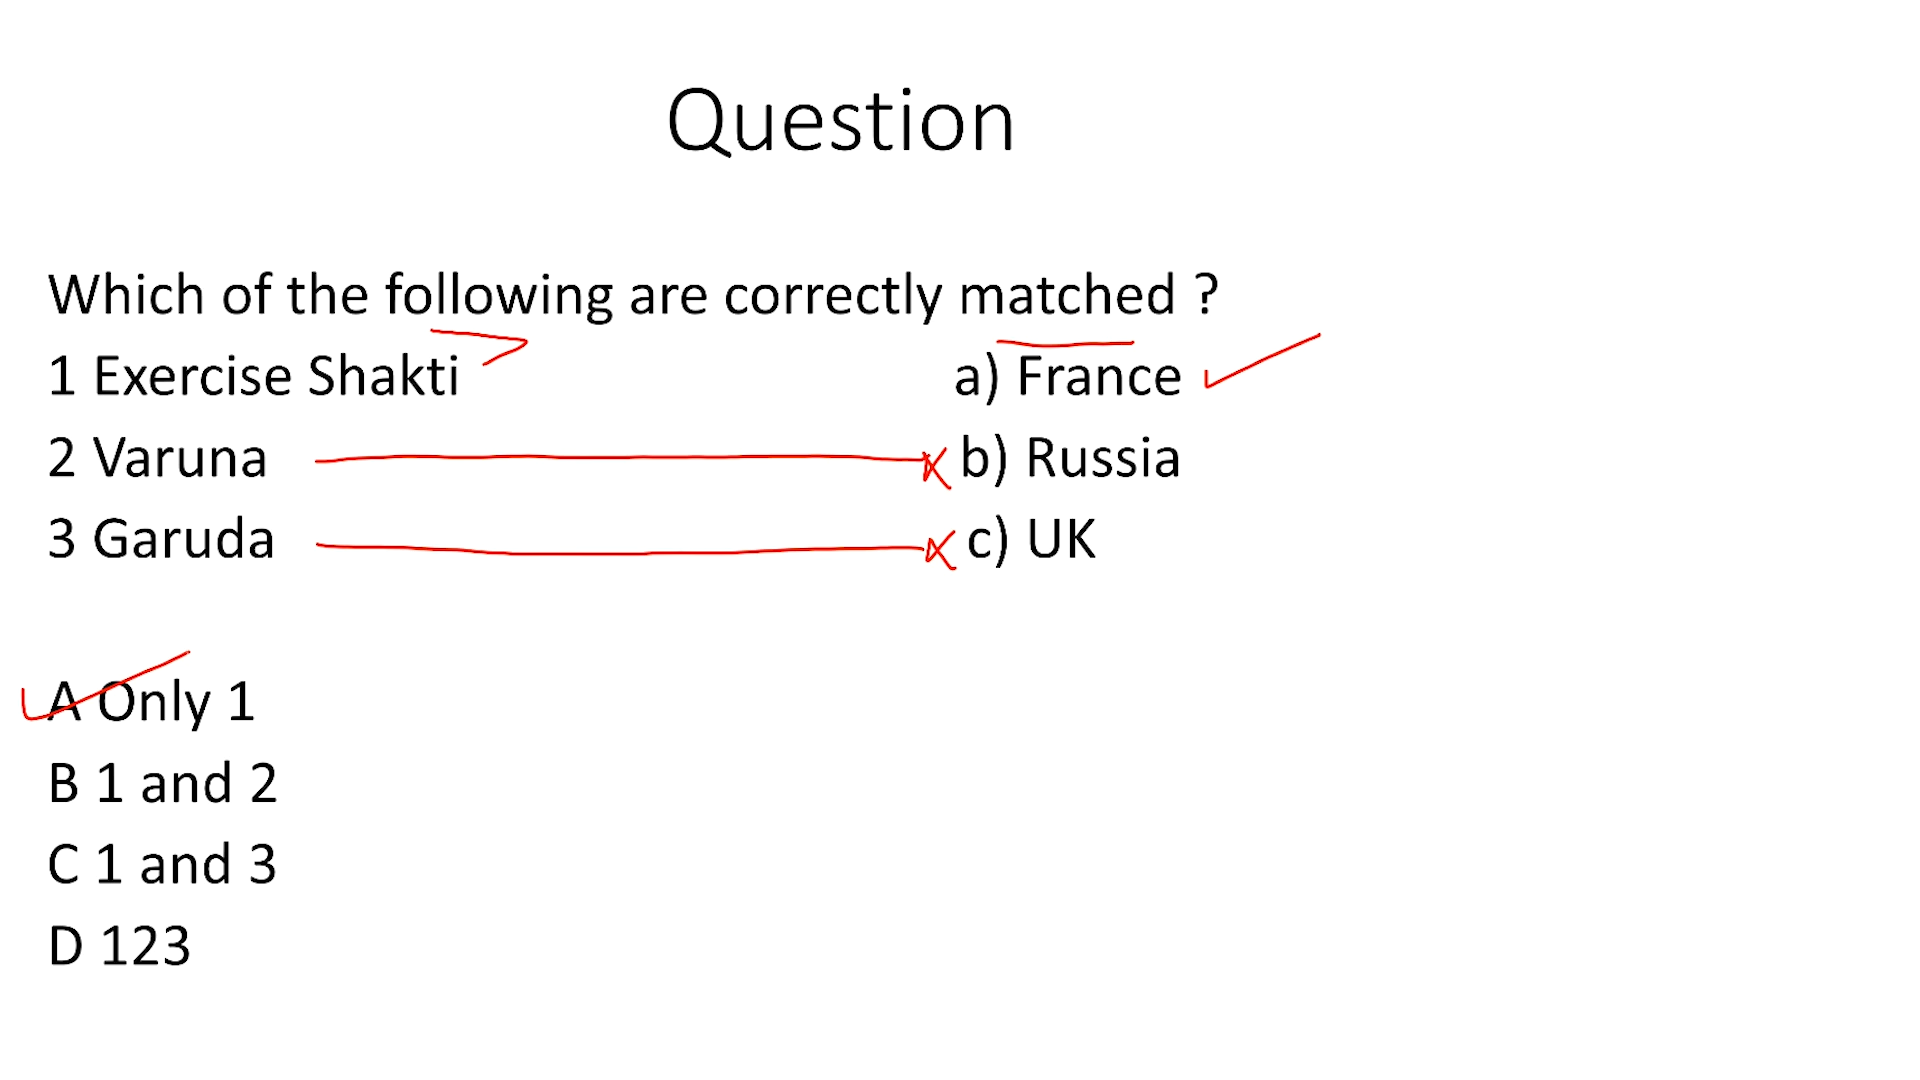 Question
Which of the following are correctly matched ?
1 Exercise Shakti a) France
2 Varuna b) Russia
3 Garuda c) UK
A Only 1
B 1 and 2
C 1 and 3
D 123